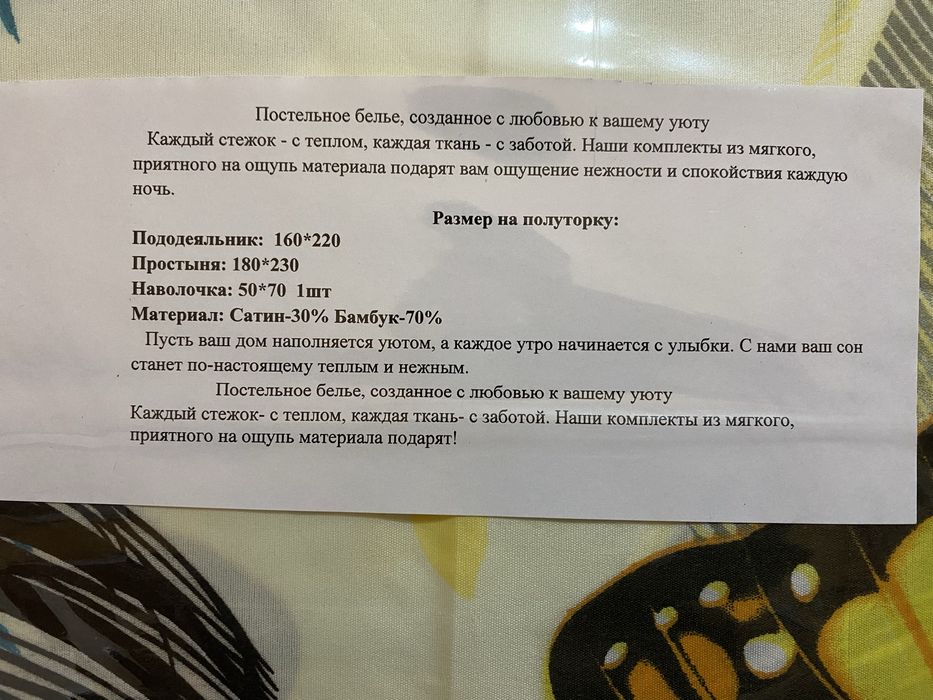 Постельное белье, созданное с любовью к вашему уюту
Каждый стежок - с теплом, каждая ткань - с заботой. Наши комплекты из мягкого,
приятного на ощупь материала подарят вам ощущение нежности и спокойствия каждую
ночь.
Размер на полуторку:
Пододеяльник:  160*220
Простыня: 180*230
Наволочка: 50*70  1шт
Материал: Сатин-30% Бамбук-70%
Пусть ваш дом наполняется уютом, а каждое утро начинается с улыбки. С нами ваш сон
станет по-настоящему теплым и нежным.
Постельное белье, созданное с любовью к вашему уюту
Каждый стежок- с теплом, каждая ткань- с заботой. Наши комплекты из мягкого,
приятного на ощупь материала подарят!